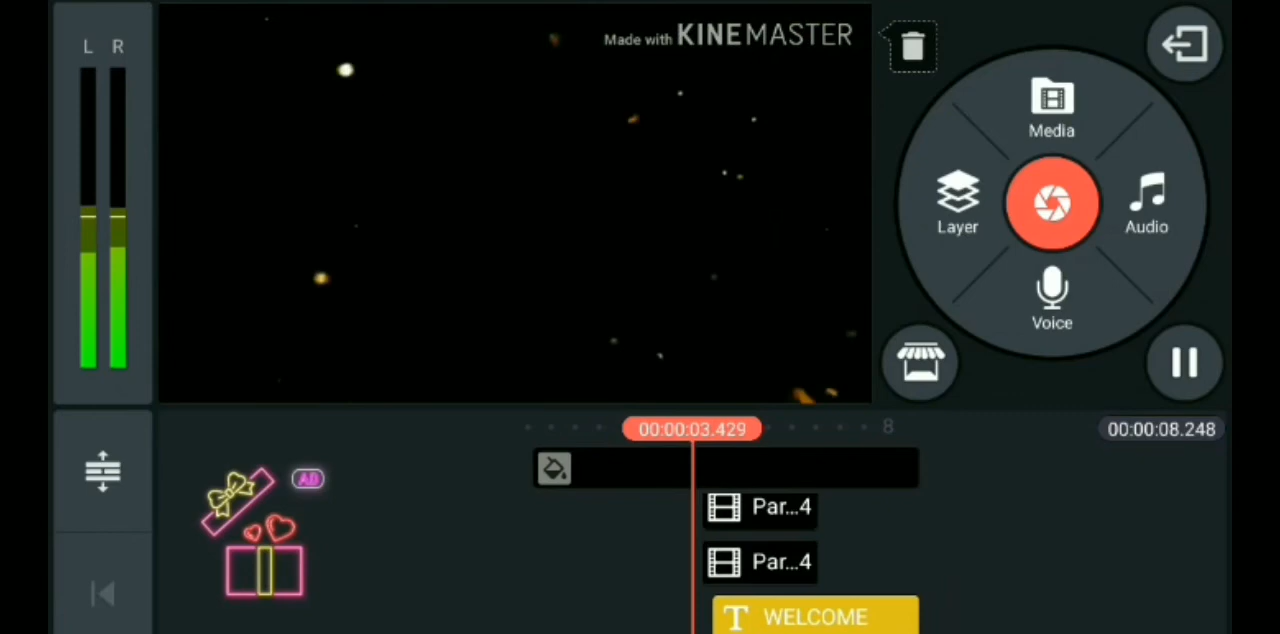 L R
Made with KINEMASTER
Media
Layer
Audio
Voice
00:00:03.429
8
00:00:08.248
AD
Par...4
Par...4
T WELCOME